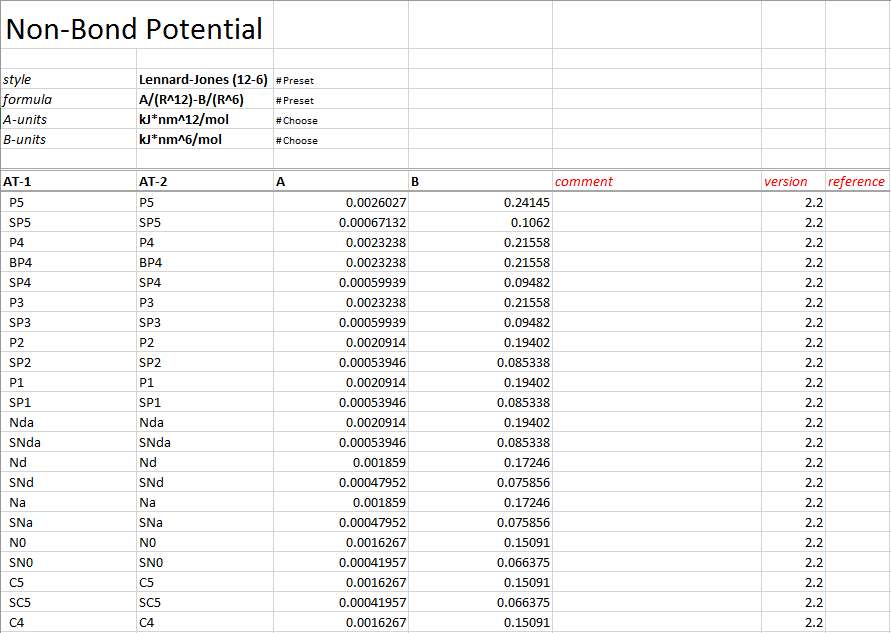 Non-Bond Potential
style Lennard-Jones (12-6) #Preset
formula A/(R^12)-B/(R^6) #Preset
A-units kJ*nm^12/mol #Choose
B-units kJ*nm^6/mol #Choose
AT-1 AT-2 A B comment version reference
P5 P5 0.0026027 0.24145 2.2
SP5 SP5 0.00067132 0.1062 2.2
P4 P4 0.0023238 0.21558 2.2
BP4 BP4 0.0023238 0.21558 2.2
SP4 SP4 0.00059939 0.09482 2.2
P3 P3 0.0023238 0.21558 2.2
SP3 SP3 0.00059939 0.09482 2.2
P2 P2 0.0020914 0.19402 2.2
SP2 SP2 0.00053946 0.085338 2.2
P1 P1 0.0020914 0.19402 2.2
SP1 SP1 0.00053946 0.085338 2.2
Nda Nda 0.0020914 0.19402 2.2
SNda SNda 0.00053946 0.085338 2.2
Nd Nd 0.001859 0.17246 2.2
SNd SNd 0.00047952 0.075856 2.2
Na Na 0.001859 0.17246 2.2
SNa SNa 0.00047952 0.075856 2.2
N0 N0 0.0016267 0.15091 2.2
SN0 SN0 0.00041957 0.066375 2.2
C5 C5 0.0016267 0.15091 2.2
SC5 SC5 0.00041957 0.066375 2.2
C4 C4 0.0016267 0.15091 2.2